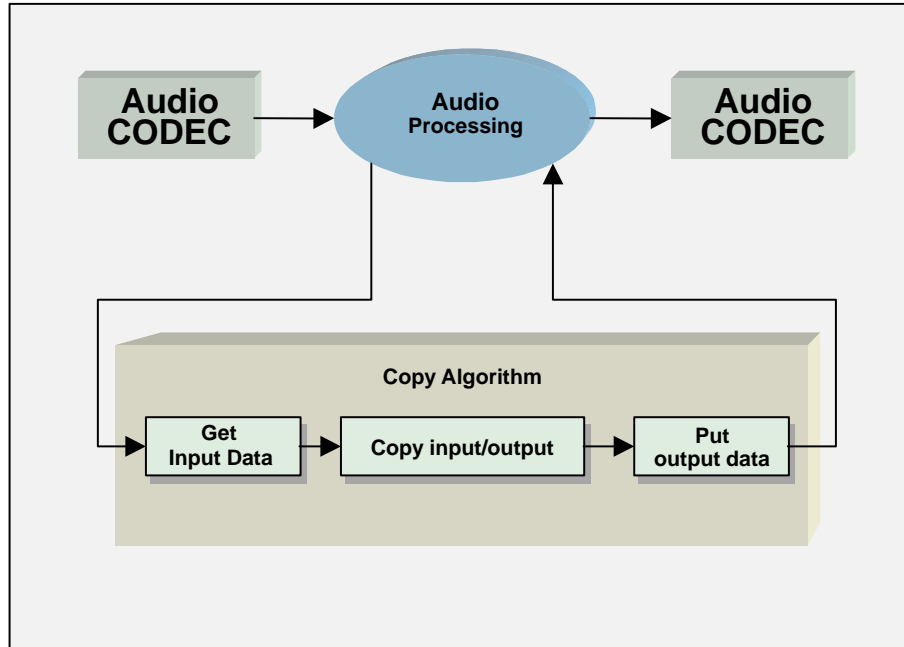 Audio
CODEC
Audio
Processing
Audio
CODEC
Copy Algorithm
Get
Input Data
Copy input/output
Put
output data